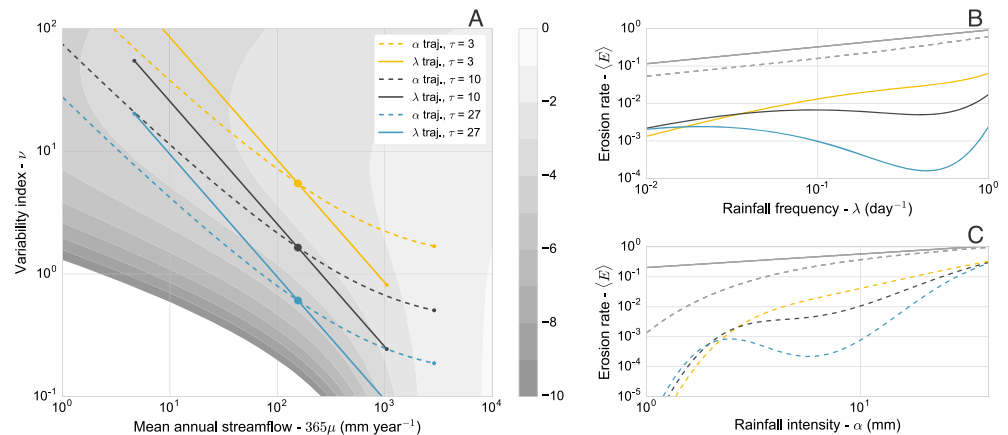 A
10²
10¹
10⁰
10⁻¹
Variability index - ν
10⁰
10¹
10²
10³
10⁴
Mean annual streamflow - 365μ (mm year⁻¹)
α traj., τ = 3
λ traj., τ = 3
α traj., τ = 10
λ traj., τ = 10
α traj., τ = 27
λ traj., τ = 27
0
−2
−4
−6
−8
−10
B
10⁰
10⁻¹
10⁻²
10⁻³
10⁻⁴
Erosion rate - ⟨E⟩
10⁻²
10⁻¹
10⁰
Rainfall frequency - λ (day⁻¹)
C
10⁰
10⁻¹
10⁻²
10⁻³
10⁻⁴
10⁻⁵
Erosion rate - ⟨E⟩
10⁰
10¹
Rainfall intensity - α (mm)